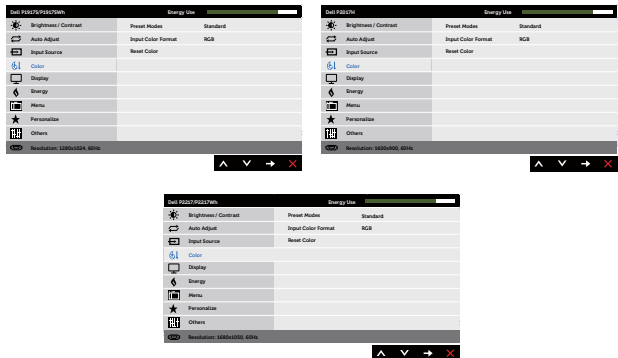 Dell P1917S/P1917SWh Energy Use
Brightness / Contrast Preset Modes Standard
Auto Adjust Input Color Format RGB
Input Source Reset Color
Color
Display
Energy
Menu
Personalize
Others
Resolution: 1280x1024, 60Hz
Dell P2017H Energy Use
Brightness / Contrast Preset Modes Standard
Auto Adjust Input Color Format RGB
Input Source Reset Color
Color
Display
Energy
Menu
Personalize
Others
Resolution: 1600x900, 60Hz
Dell P2217/P2217Wh Energy Use
Brightness / Contrast Preset Modes Standard
Auto Adjust Input Color Format RGB
Input Source Reset Color
Color
Display
Energy
Menu
Personalize
Others
Resolution: 1680x1050, 60Hz